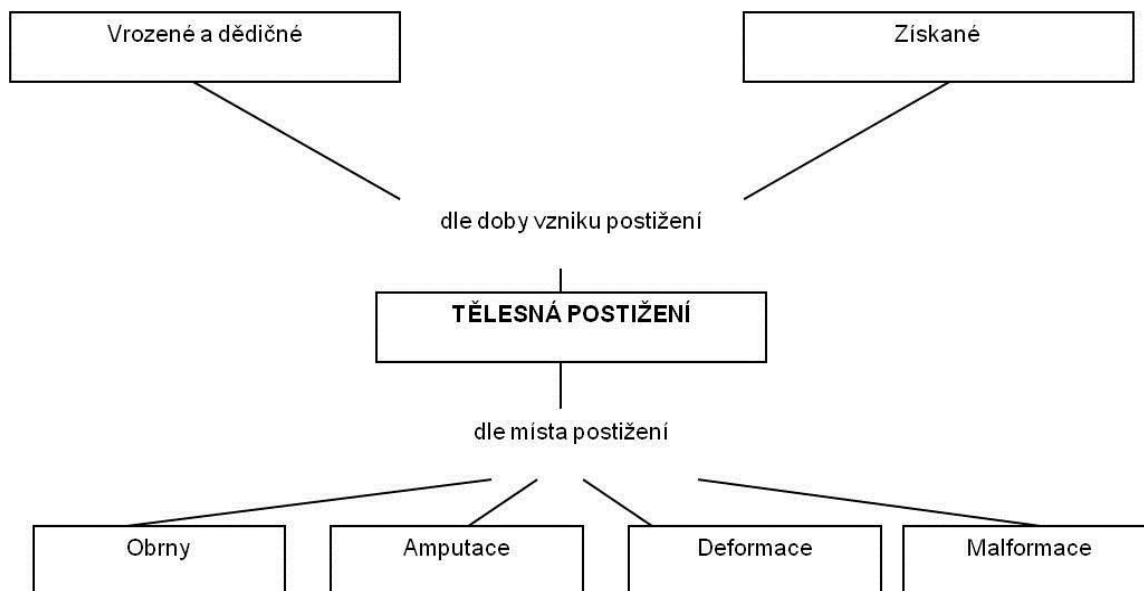 Vrozené a dědičné
Získané
dle doby vzniku postižení
TĚLESNÁ POSTIŽENÍ
dle místa postižení
Obrny
Amputace
Deformace
Malformace